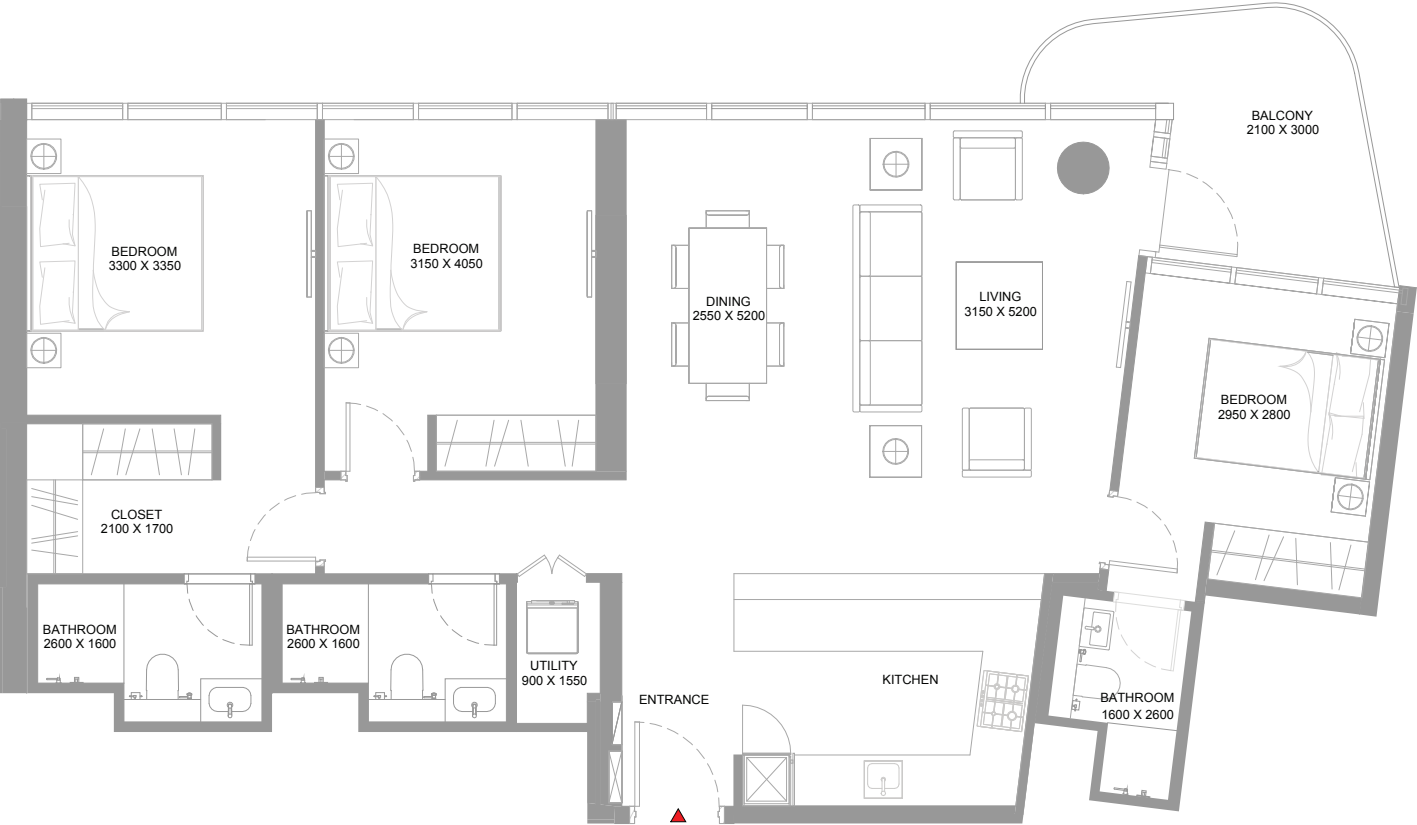 BALCONY
2100 X 3000
BEDROOM
3300 X 3350
BEDROOM
3150 X 4050
DINING
2550 X 5200
LIVING
3150 X 5200
BEDROOM
2950 X 2800
CLOSET
2100 X 1700
BATHROOM
2600 X 1600
BATHROOM
2600 X 1600
UTILITY
900 X 1550
ENTRANCE
KITCHEN
BATHROOM
1600 X 2600